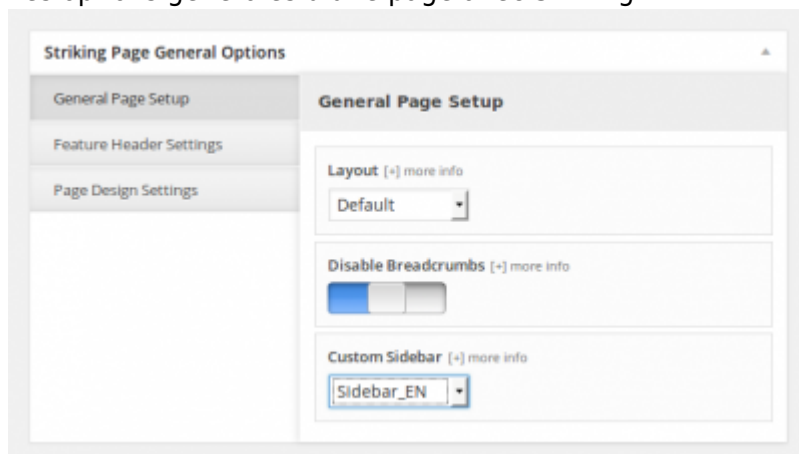 Striking Page General Options
General Page Setup
Feature Header Settings
Page Design Settings
General Page Setup
Layout [+] more info
Default
Disable Breadcrumbs [+] more info
Custom Sidebar [+] more info
Sidebar_EN